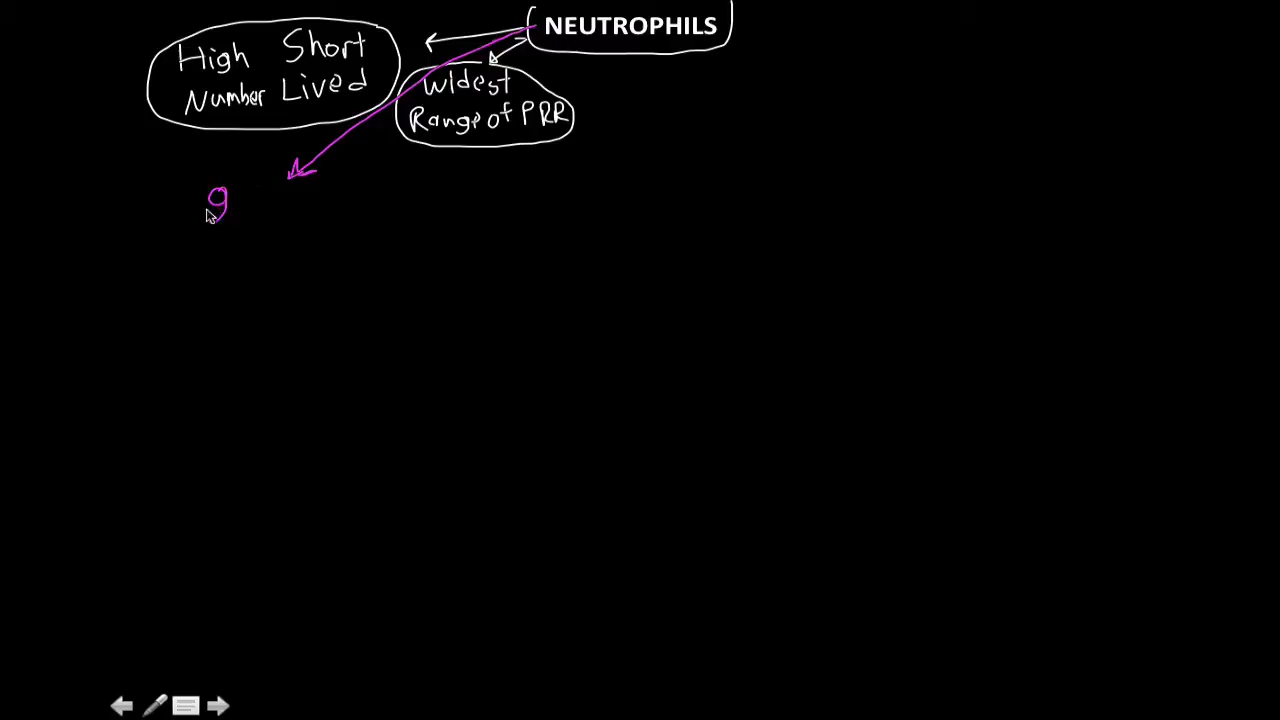 NEUTROPHILS
High Short
Number Lived
Widest
Range of PRR
g